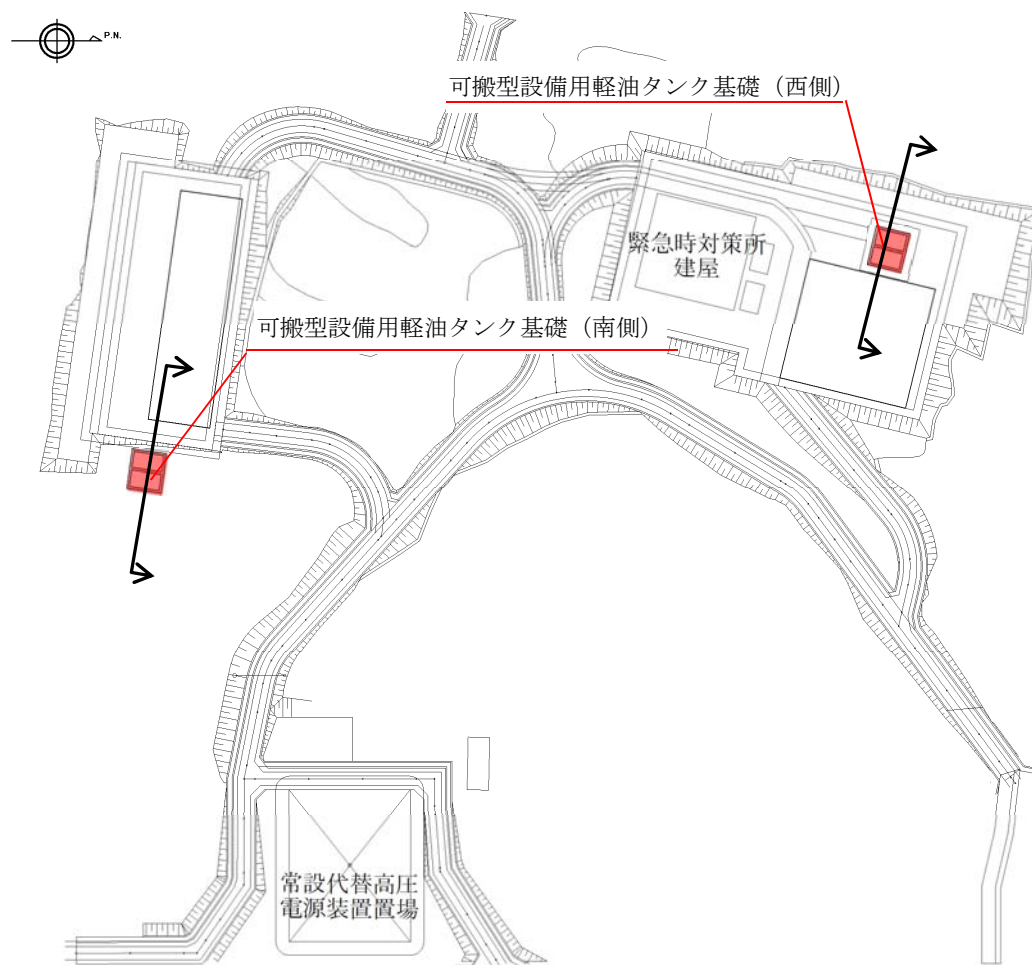 P.N.
可搬型設備用軽油タンク基礎（西側）
緊急時対策所
建屋
可搬型設備用軽油タンク基礎（南側）
常設代替高圧
電源装置置場